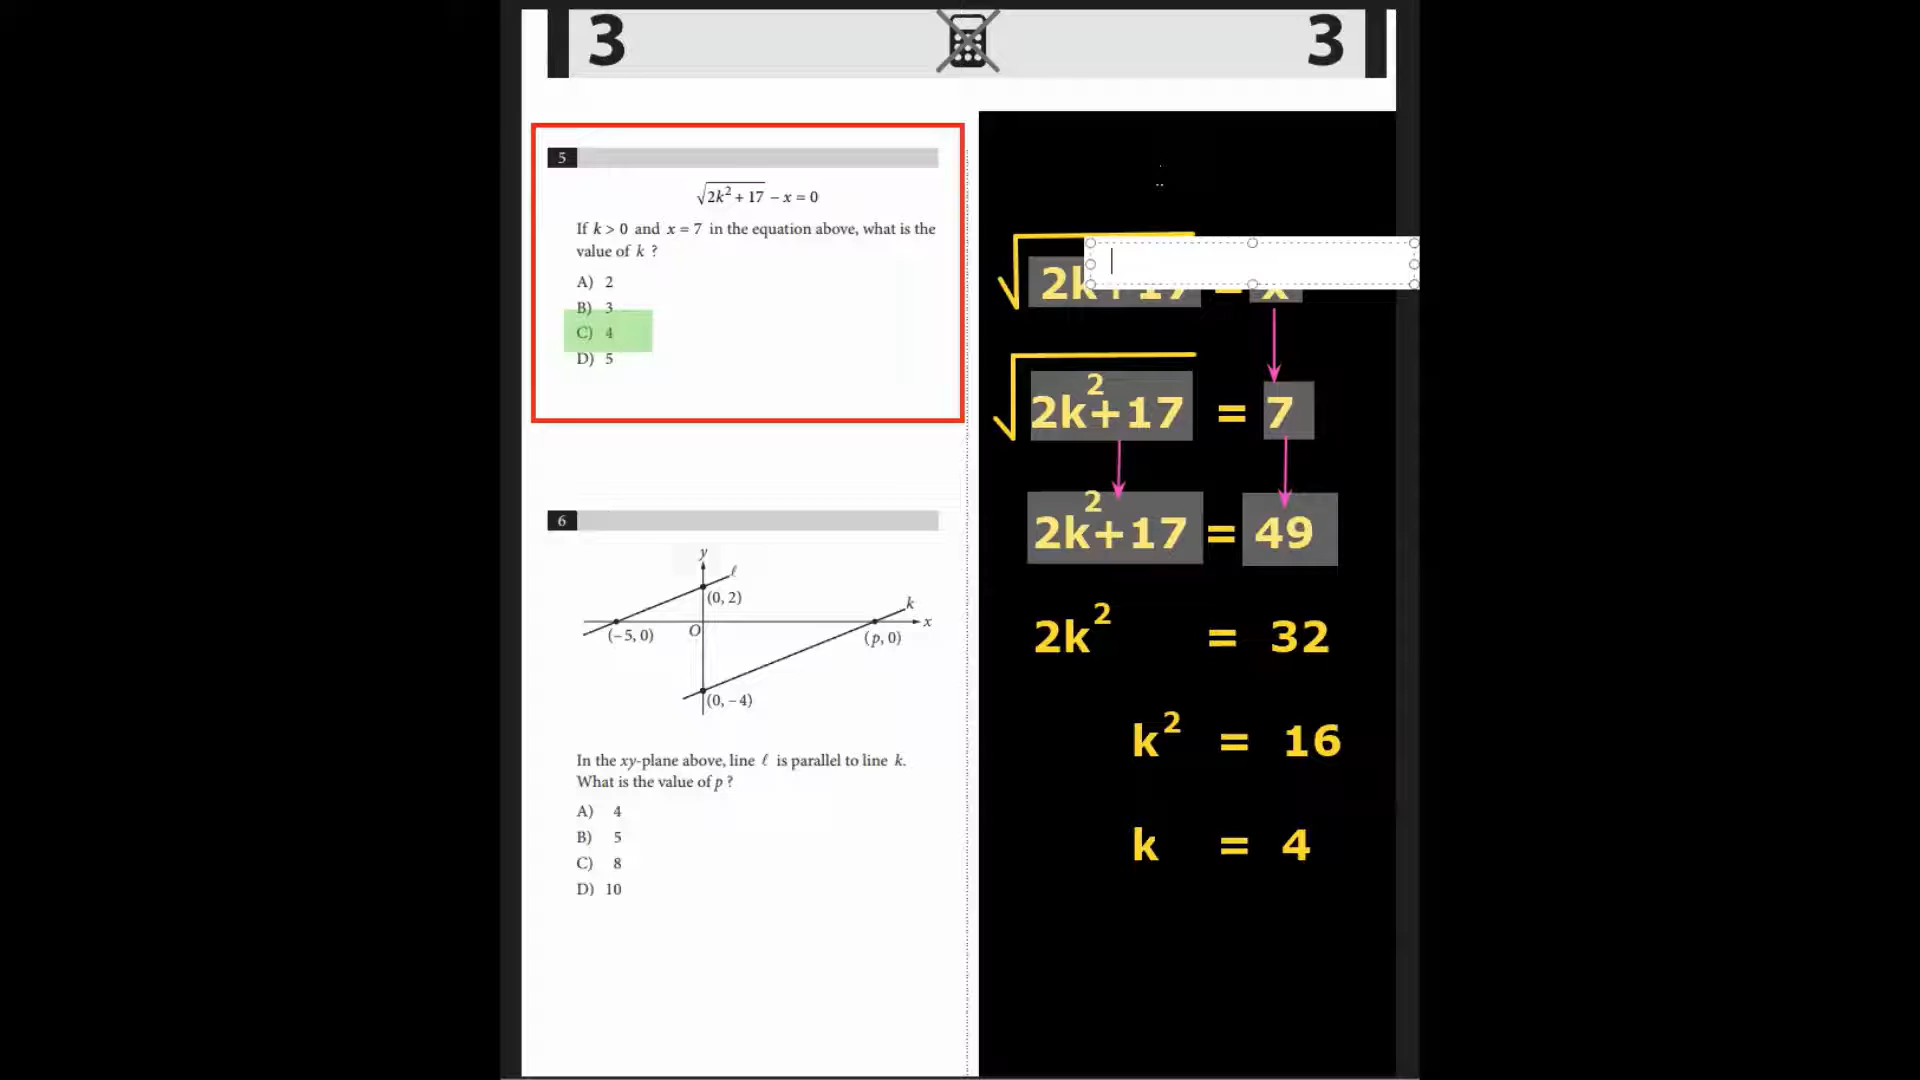 3 3
5
√2k² + 17 − x = 0
If k > 0 and x = 7 in the equation above, what is the
value of k ?
A) 2
B) 3
C) 4
D) 5
6
y
ℓ
(0, 2)
k
x
(−5, 0)
O
(p, 0)
(0, −4)
In the xy-plane above, line ℓ is parallel to line k.
What is the value of p ?
A) 4
B) 5
C) 8
D) 10
√2k+17 = x
√2k²+17 = 7
2k²+17 = 49
2k² = 32
k² = 16
k = 4